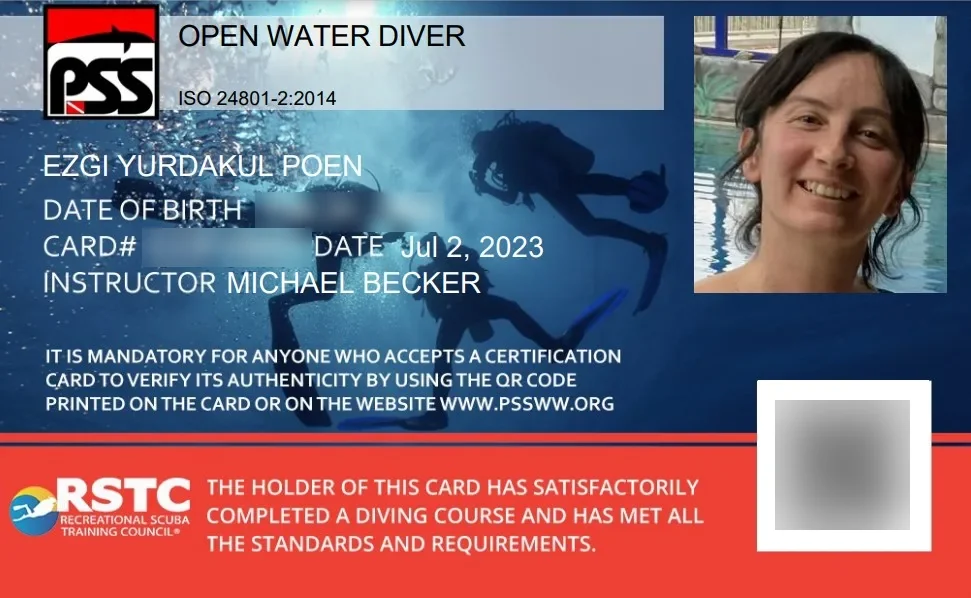 PSS
OPEN WATER DIVER
ISO 24801-2:2014
EZGI YURDAKUL POEN
DATE OF BIRTH
CARD# DATE Jul 2, 2023
INSTRUCTOR MICHAEL BECKER
IT IS MANDATORY FOR ANYONE WHO ACCEPTS A CERTIFICATION
CARD TO VERIFY ITS AUTHENTICITY BY USING THE QR CODE
PRINTED ON THE CARD OR ON THE WEBSITE WWW.PSSWW.ORG
RSTC
RECREATIONAL SCUBA
TRAINING COUNCIL®
THE HOLDER OF THIS CARD HAS SATISFACTORILY
COMPLETED A DIVING COURSE AND HAS MET ALL
THE STANDARDS AND REQUIREMENTS.